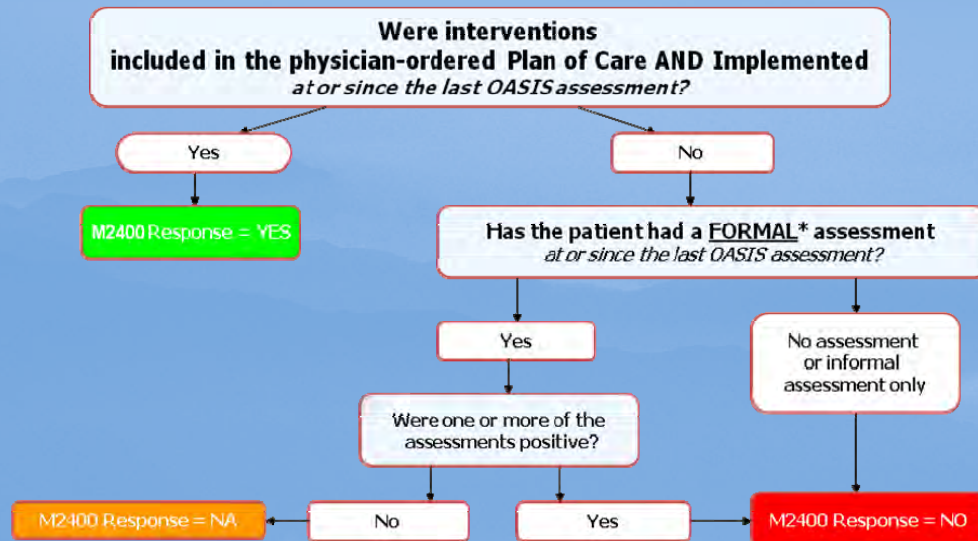 Were interventions
included in the physician-ordered Plan of Care AND Implemented
at or since the last OASIS assessment?
Yes
No
M2400 Response = YES
Has the patient had a FORMAL* assessment
at or since the last OASIS assessment?
Yes
No assessment
or informal
assessment only
Were one or more of the
assessments positive?
M2400 Response = NA
No
Yes
M2400 Response = NO